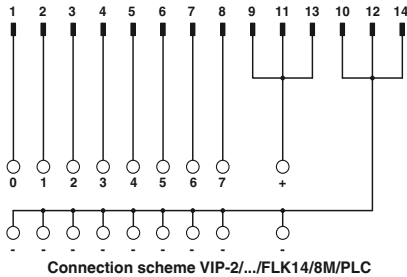 1 2 3 4 5 6 7 8 9 11 13 10 12 14
0 1 2 3 4 5 6 7 +
- - - - - - - - -
Connection scheme VIP-2/.../FLK14/8M/PLC